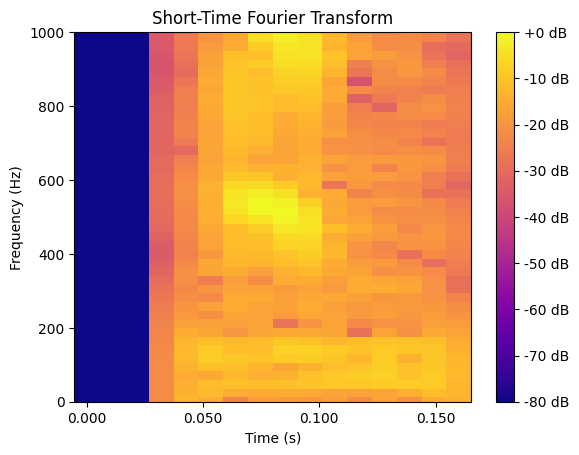 Short-Time Fourier Transform
1000
800
600
400
200
0
Frequency (Hz)
0.000
0.050
0.100
0.150
Time (s)
+0 dB
-10 dB
-20 dB
-30 dB
-40 dB
-50 dB
-60 dB
-70 dB
-80 dB